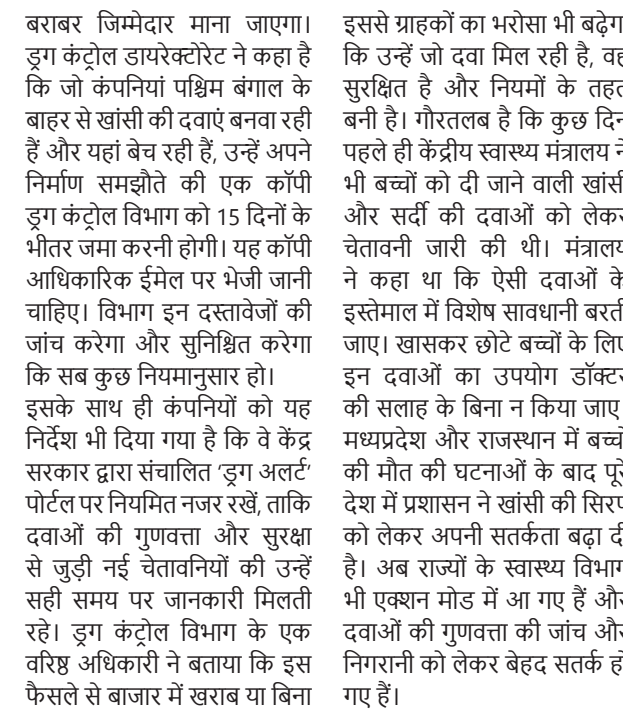 बराबर जिम्मेदार माना जाएगा।
ड्रग कंट्रोल डायरेक्टोरेट ने कहा है
कि जो कंपनियां पश्चिम बंगाल के
बाहर से खांसी की दवाएं बनवा रही
हैं और यहां बेच रही हैं, उन्हें अपने
निर्माण समझौते की एक कॉपी
ड्रग कंट्रोल विभाग को 15 दिनों के
भीतर जमा करनी होगी। यह कॉपी
आधिकारिक ईमेल पर भेजी जानी
चाहिए। विभाग इन दस्तावेजों की
जांच करेगा और सुनिश्चित करेगा
कि सब कुछ नियमानुसार हो।
इसके साथ ही कंपनियों को यह
निर्देश भी दिया गया है कि वे केंद्र
सरकार द्वारा संचालित ‘ड्रग अलर्ट’
पोर्टल पर नियमित नजर रखें, ताकि
दवाओं की गुणवत्ता और सुरक्षा
से जुड़ी नई चेतावनियों की उन्हें
सही समय पर जानकारी मिलती
रहे। ड्रग कंट्रोल विभाग के एक
वरिष्ठ अधिकारी ने बताया कि इस
फैसले से बाजार में खराब या बिना
इससे ग्राहकों का भरोसा भी बढ़ेग
कि उन्हें जो दवा मिल रही है, वह
सुरक्षित है और नियमों के तहत
बनी है। गौरतलब है कि कुछ दिन
पहले ही केंद्रीय स्वास्थ्य मंत्रालय ने
भी बच्चों को दी जाने वाली खांसी
और सर्दी की दवाओं को लेकर
चेतावनी जारी की थी। मंत्रालय
ने कहा था कि ऐसी दवाओं के
इस्तेमाल में विशेष सावधानी बरती
जाए। खासकर छोटे बच्चों के लिए
इन दवाओं का उपयोग डॉक्टर
की सलाह के बिना न किया जाए
मध्यप्रदेश और राजस्थान में बच्चों
की मौत की घटनाओं के बाद पूरे
देश में प्रशासन ने खांसी की सिरप
को लेकर अपनी सतर्कता बढ़ा दी
है। अब राज्यों के स्वास्थ्य विभाग
भी एक्शन मोड में आ गए हैं और
दवाओं की गुणवत्ता की जांच और
निगरानी को लेकर बेहद सतर्क हो
गए हैं।